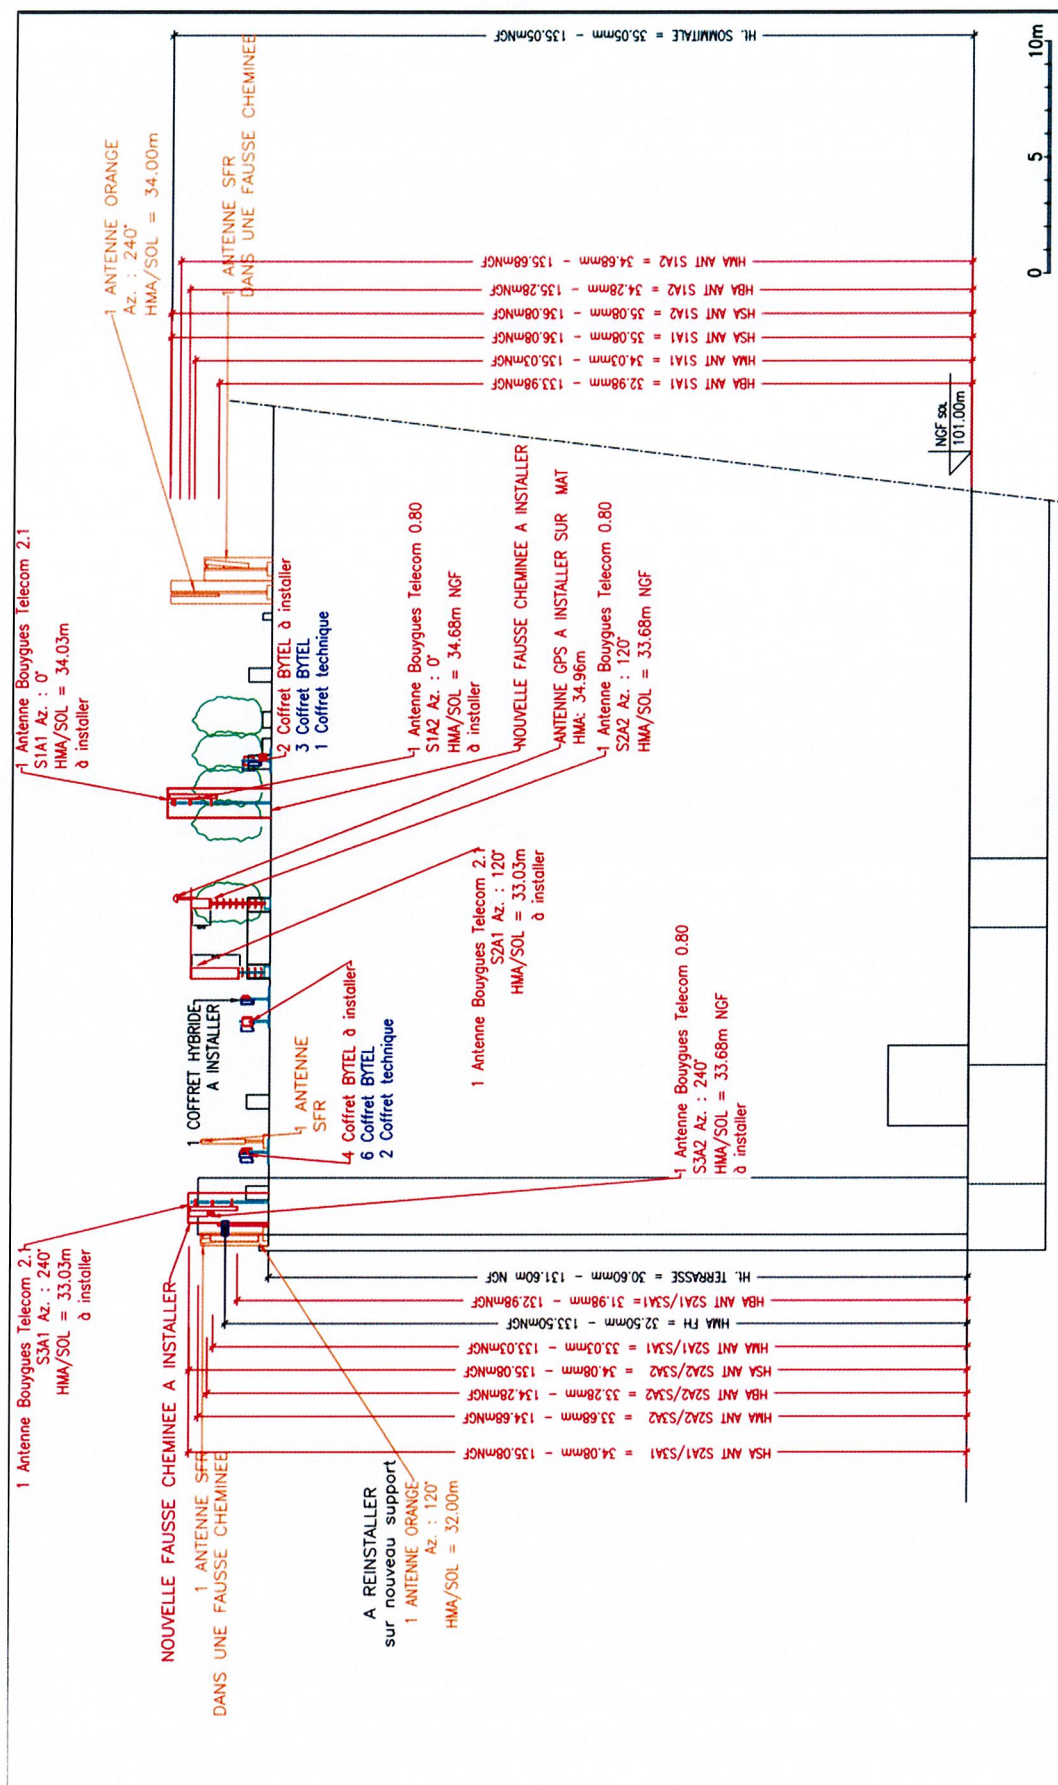 1 Antenne Bouygues Telecom 2.1
S3A1 Az. : 240°
HMA/SOL = 33.03m
à installer
NOUVELLE FAUSSE CHEMINEE A INSTALLER
1 ANTENNE SFR
DANS UNE FAUSSE CHEMINEE
A REINSTALLER
sur nouveau support
1 ANTENNE ORANGE
Az. : 120°
HMA/SOL = 32.00m
HSA ANT S2A1/S3A1 = 34.08mm - 135.08mNGF
HMA ANT S2A2/S3A2 = 33.68mm - 134.68mNGF
HBA ANT S2A2/S3A2 = 33.28mm - 134.28mNGF
HSA ANT S2A2/S3A2 = 34.08mm - 135.08mNGF
HMA ANT S2A1/S3A1 = 33.03mm - 133.03mNGF
HMA FH = 32.50mm - 133.50mNGF
HBA ANT S2A1/S3A1= 31.98mm - 132.98mNGF
Ht. TERRASSE = 30.60mm - 131.60m NGF
1 COFFRET HYBRIDE
A INSTALLER
1 ANTENNE
SFR
4 Coffret BYTEL à installer
6 Coffret BYTEL
2 Coffret technique
1 Antenne Bouygues Telecom 2.1
S2A1 Az. : 120°
HMA/SOL = 33.03m
à installer
1 Antenne Bouygues Telecom 0.80
S3A2 Az. : 240°
HMA/SOL = 33.68m NGF
à installer
1 Antenne Bouygues Telecom 2.1
S1A1 Az. : 0°
HMA/SOL = 34.03m
à installer
2 Coffret BYTEL à installer
3 Coffret BYTEL
1 Coffret technique
1 Antenne Bouygues Telecom 0.80
S1A2 Az. : 0°
HMA/SOL = 34.68m NGF
à installer
NOUVELLE FAUSSE CHEMINEE A INSTALLER
ANTENNE GPS A INSTALLER SUR MAT
HMA: 34.96m
1 Antenne Bouygues Telecom 0.80
S2A2 Az. : 120°
HMA/SOL = 33.68m NGF
1 ANTENNE ORANGE
Az. : 240°
HMA/SOL = 34.00m
1 ANTENNE SFR
DANS UNE FAUSSE CHEMINEE
HBA ANT S1A1 = 32.98mm - 133.98mNGF
HMA ANT S1A1 = 34.03mm - 135.03mNGF
HSA ANT S1A1 = 35.08mm - 136.08mNGF
HSA ANT S1A2 = 35.08mm - 136.08mNGF
HBA ANT S1A2 = 34.28mm - 135.28mNGF
HMA ANT S1A2 = 34.68mm - 135.68mNGF
Ht. SOMMITALE = 35.05mm - 135.05mNGF
NGF SOL
101.00m
0 5 10m